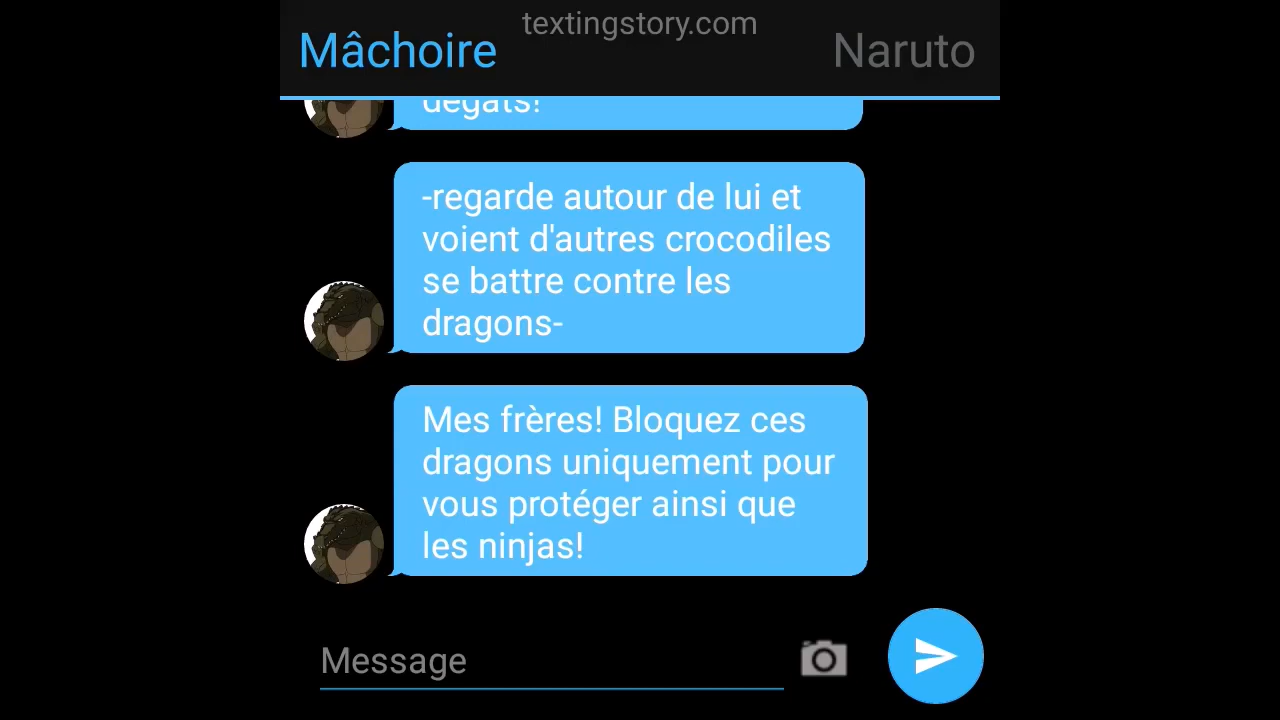 textingstory.com
Mâchoire
Naruto
dégâts!
-regarde autour de lui et
voient d'autres crocodiles
se battre contre les
dragons-
Mes frères! Bloquez ces
dragons uniquement pour
vous protéger ainsi que
les ninjas!
Message